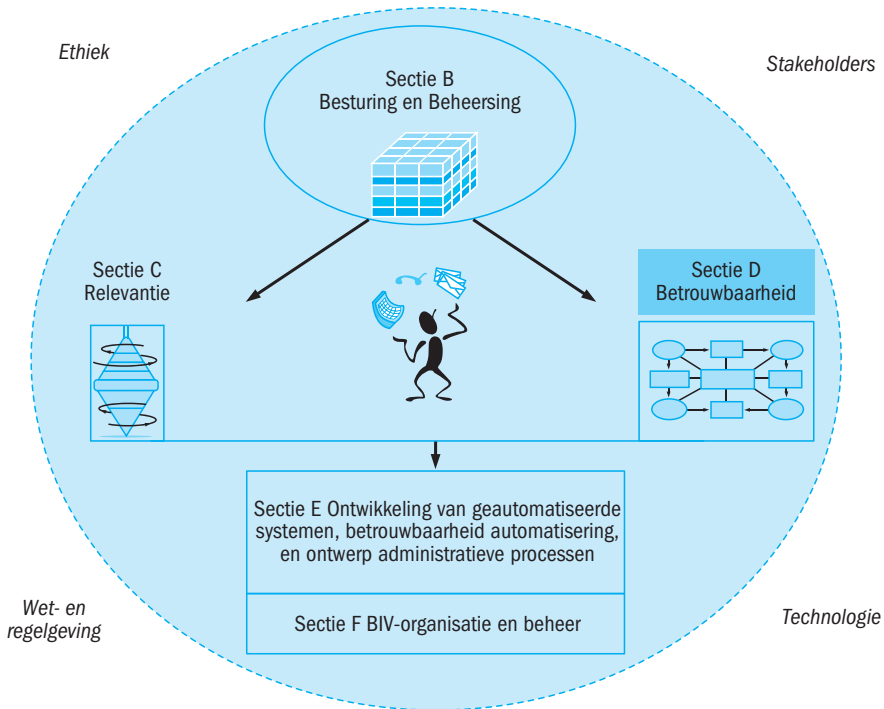 Ethiek
Stakeholders
Sectie B
Besturing en Beheersing
Sectie C
Relevantie
Sectie D
Betrouwbaarheid
Sectie E Ontwikkeling van geautomatiseerde
systemen, betrouwbaarheid automatisering,
en ontwerp administratieve processen
Sectie F BIV-organisatie en beheer
Wet- en
regelgeving
Technologie